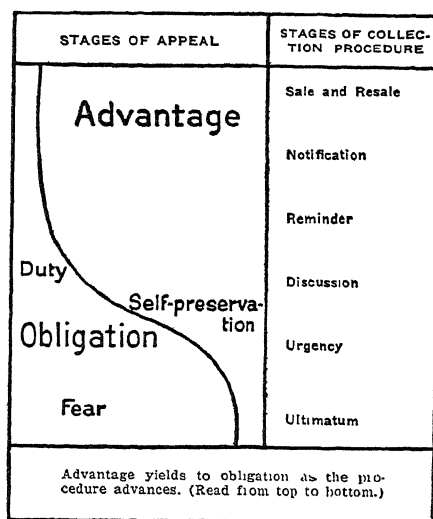 STAGES OF APPEAL
STAGES OF COLLEC-
TION PROCEDURE
Advantage
Duty
Self-preserva-
tion
Obligation
Fear
Sale and Resale
Notification
Reminder
Discussion
Urgency
Ultimatum
Advantage yields to obligation as the pro-
cedure advances. (Read from top to bottom.)